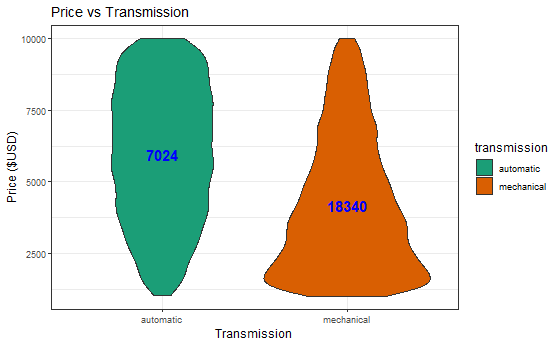 Price vs Transmission
10000
7500
5000
2500
Price ($USD)
7024
18340
automatic
mechanical
Transmission
transmission
automatic
mechanical